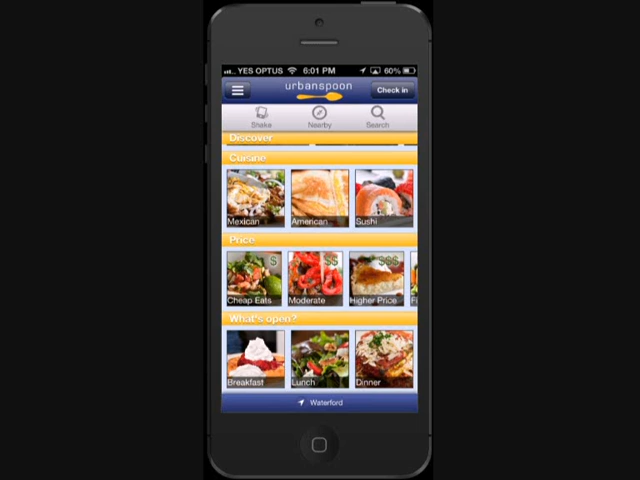 YES OPTUS 6:01 PM 60%
urbanspoon
Check in
Shake Nearby Search
Discover
Cuisine
Mexican American Sushi
Price
$ $$ $$$
Cheap Eats Moderate Higher Price
What's open?
Breakfast Lunch Dinner
Waterford